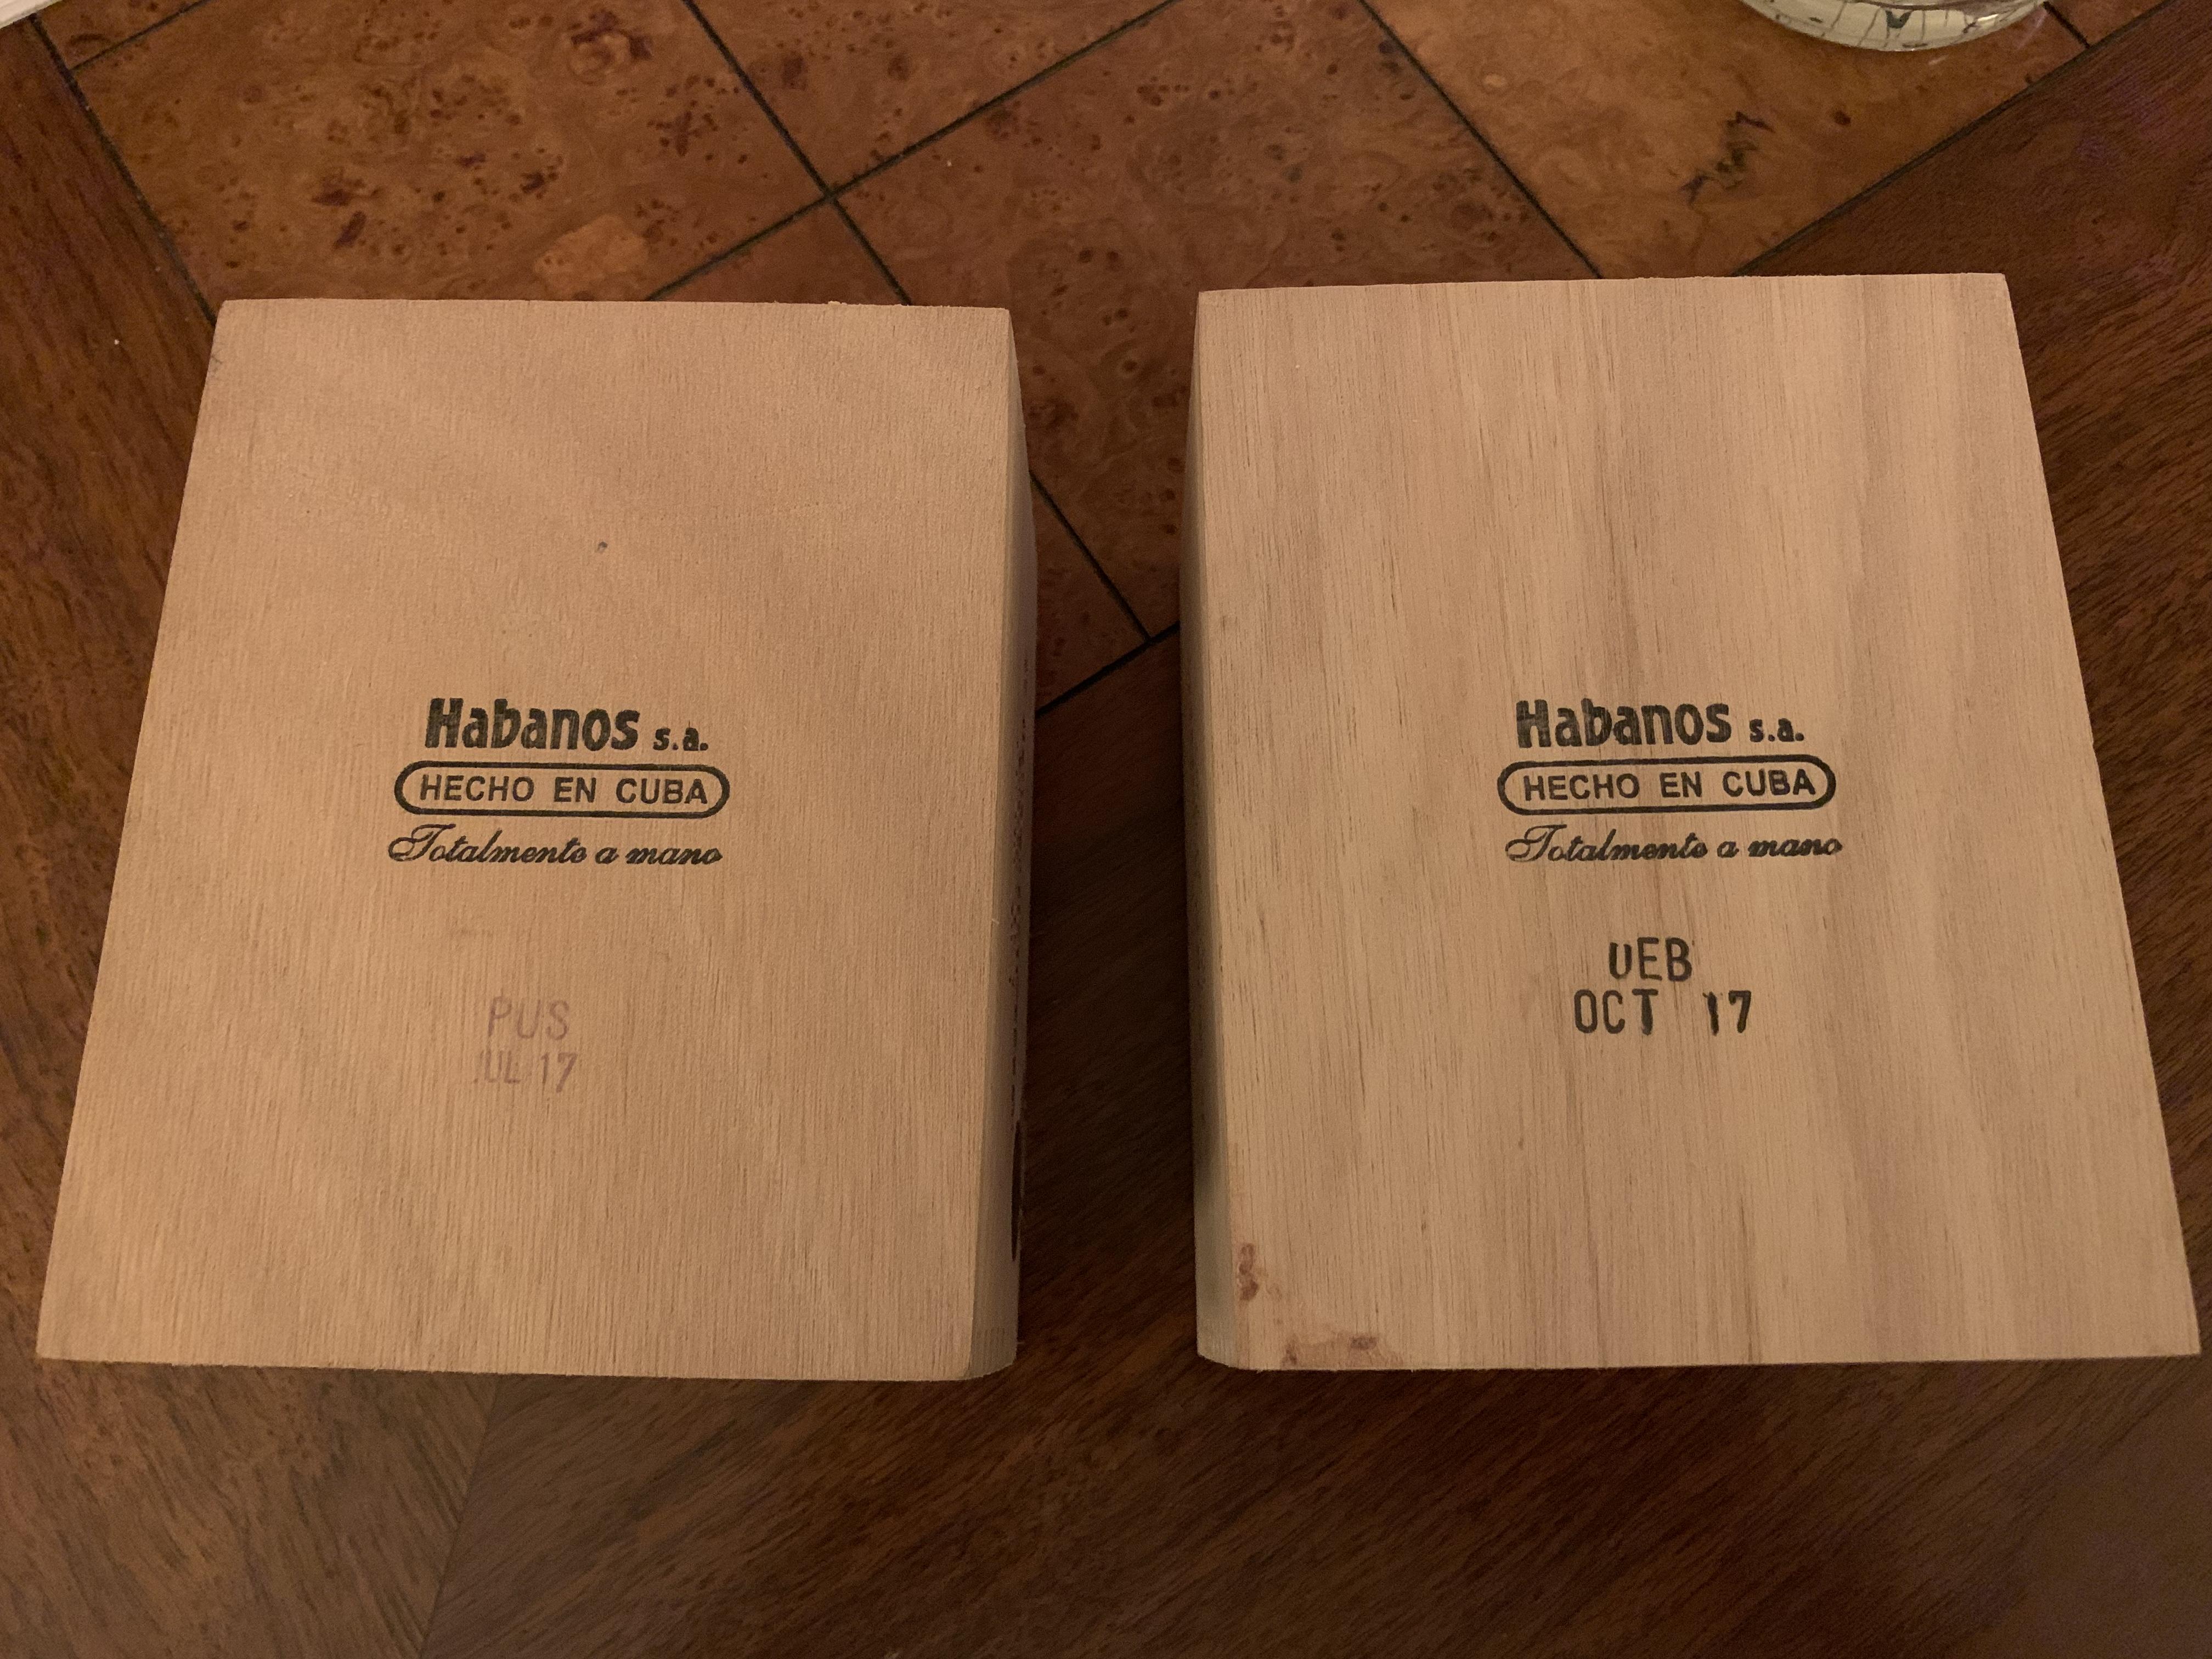 Habanos s.a.
HECHO EN CUBA
Totalmente a mano
PUS
JUL 17
Habanos s.a.
HECHO EN CUBA
Totalmente a mano
UEB
OCT 17